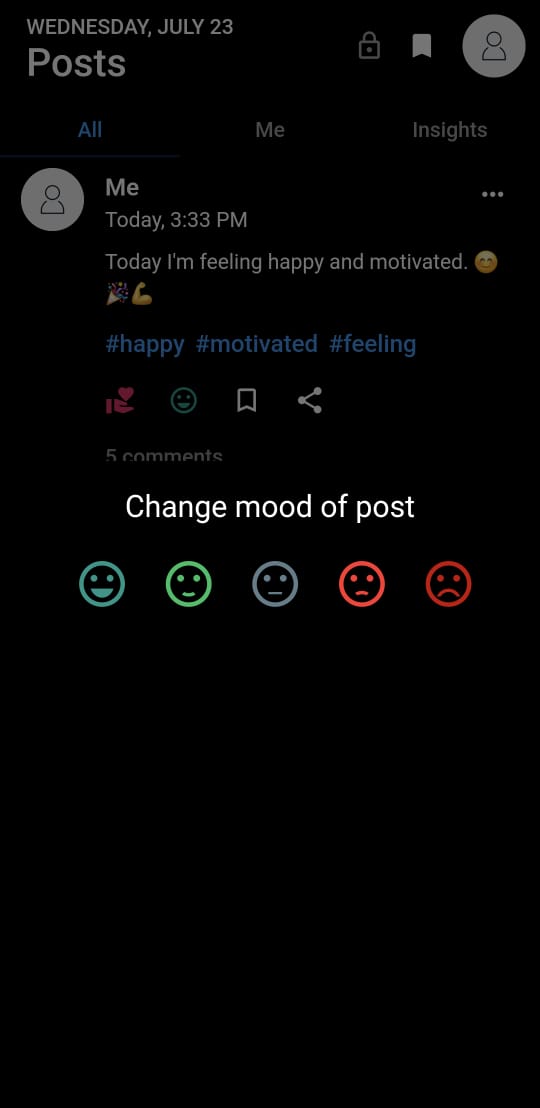 WEDNESDAY, JULY 23
Posts
All Me Insights
Me
Today, 3:33 PM
Today I'm feeling happy and motivated. 😊
🎉💪
#happy #motivated #feeling
5 comments
Change mood of post